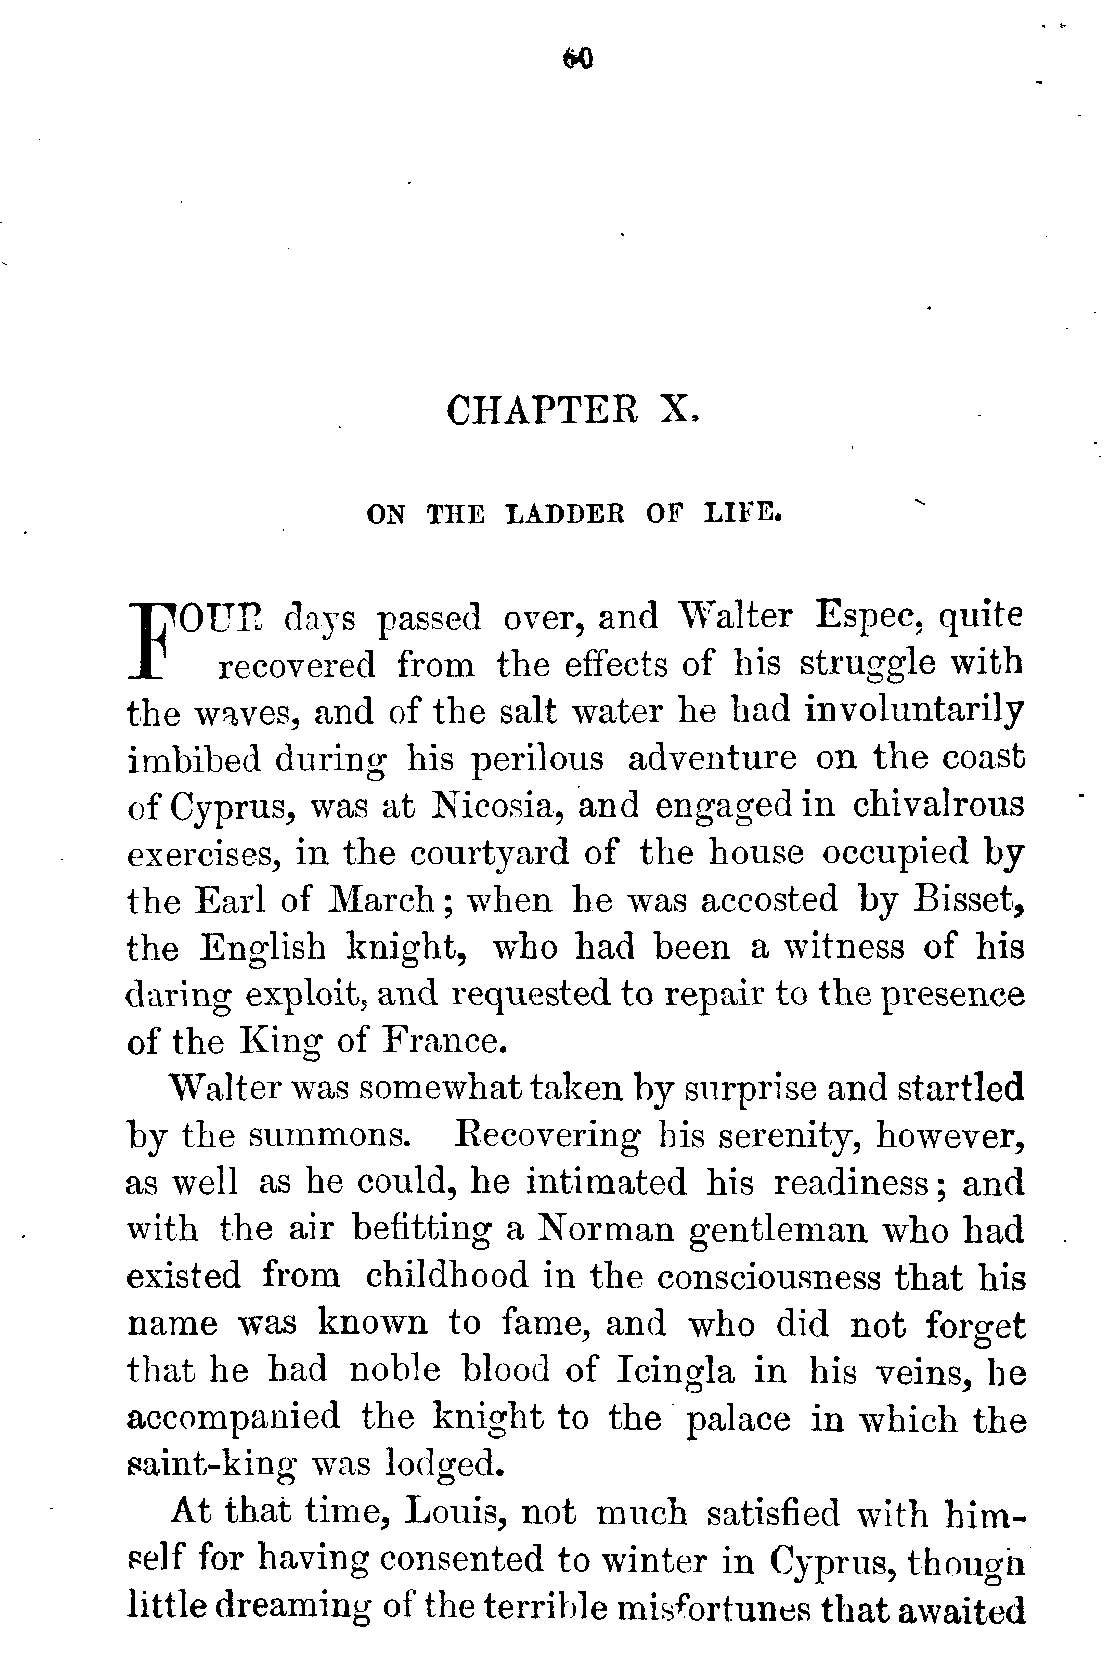 60
CHAPTER X.
ON THE LADDER OF LIFE.
FOUR days passed over, and Walter Espec, quite
recovered from the effects of his struggle with
the waves, and of the salt water he had involuntarily
imbibed during his perilous adventure on the coast
of Cyprus, was at Nicosia, and engaged in chivalrous
exercises, in the courtyard of the house occupied by
the Earl of March; when he was accosted by Bisset,
the English knight, who had been a witness of his
daring exploit, and requested to repair to the presence
of the King of France.
Walter was somewhat taken by surprise and startled
by the summons. Recovering his serenity, however,
as well as he could, he intimated his readiness; and
with the air befitting a Norman gentleman who had
existed from childhood in the consciousness that his
name was known to fame, and who did not forget
that he had noble blood of Icingla in his veins, he
accompanied the knight to the palace in which the
saint-king was lodged.
At that time, Louis, not much satisfied with him-
self for having consented to winter in Cyprus, though
little dreaming of the terrible misfortunes that awaited